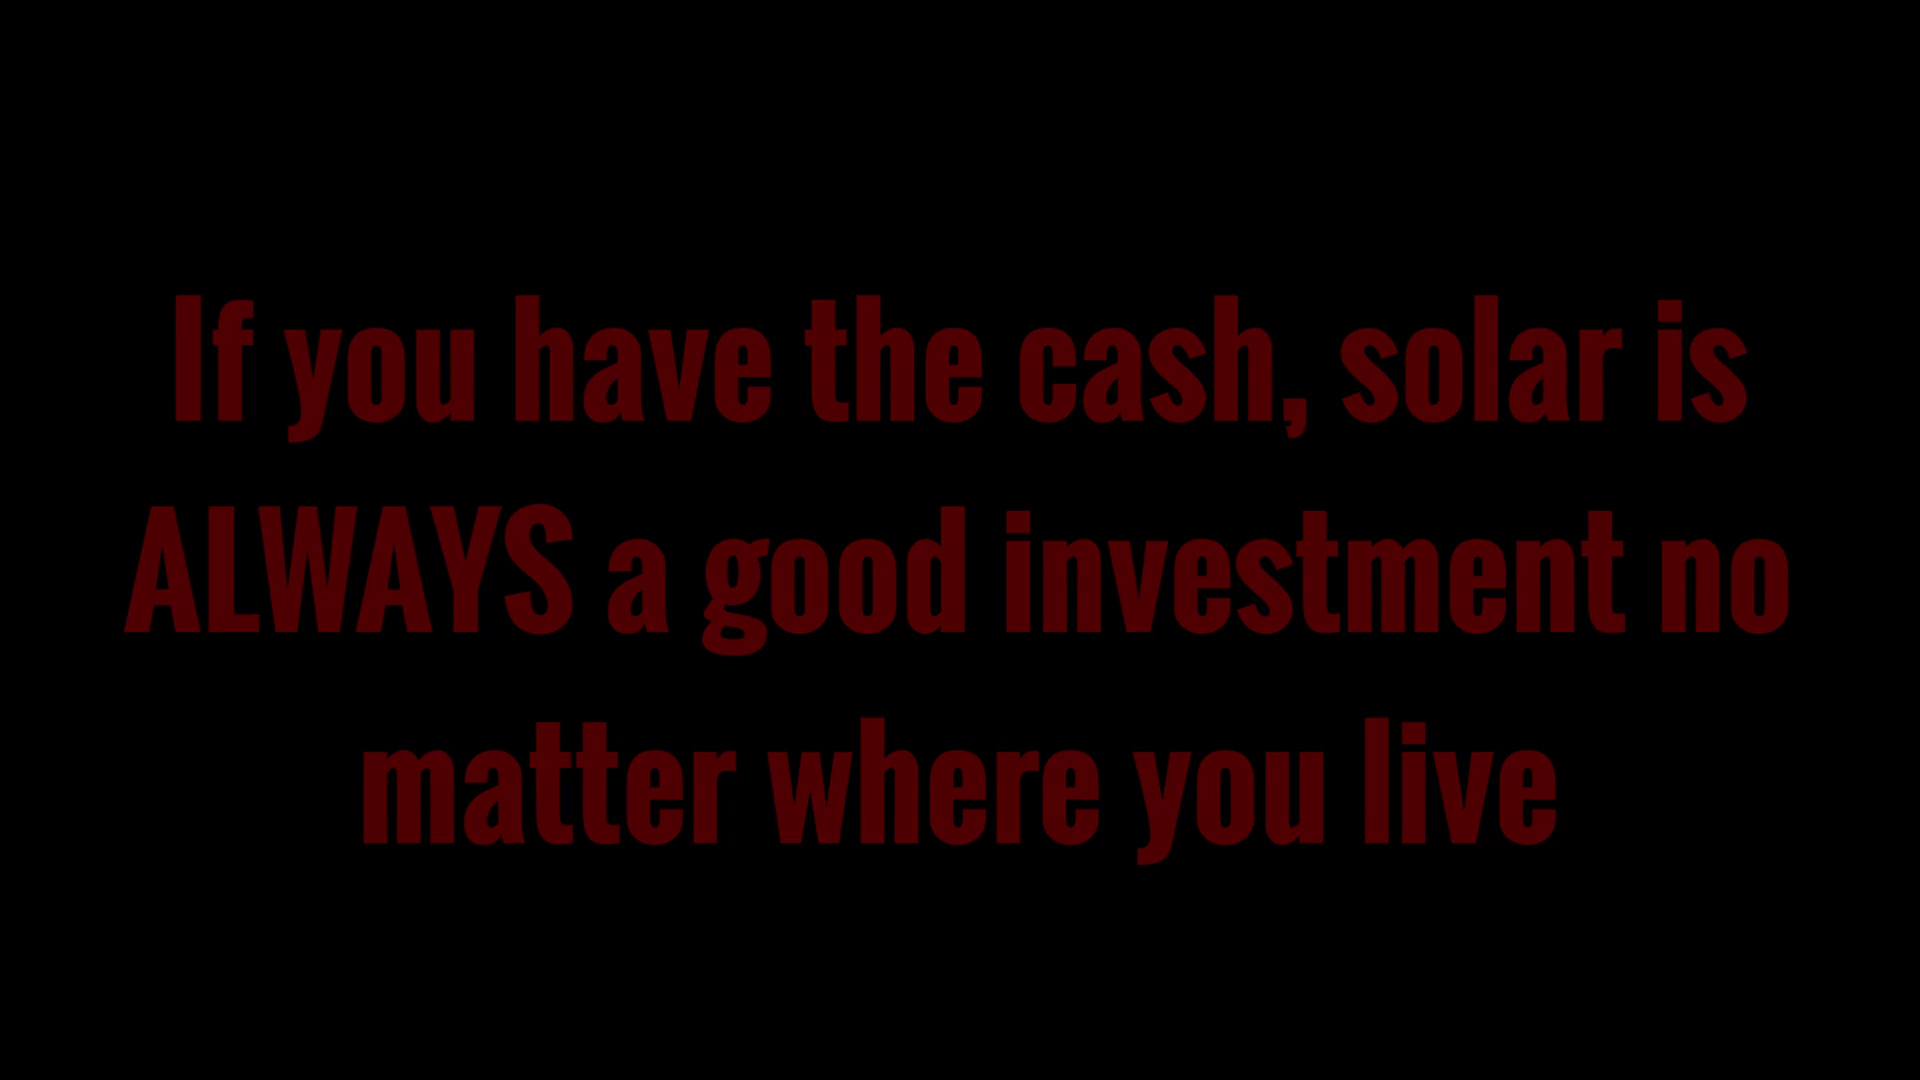 If you have the cash, solar is
ALWAYS a good investment no
matter where you live